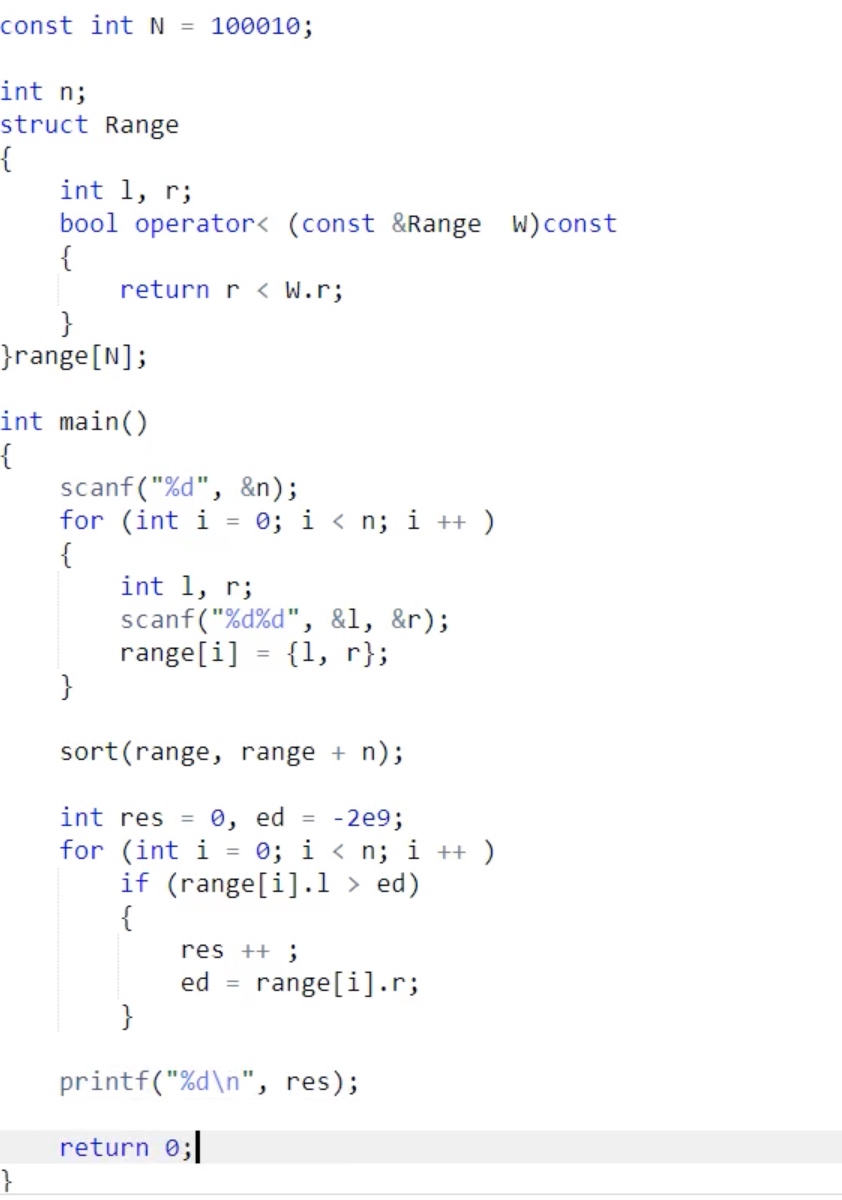 const int N = 100010;
int n;
struct Range
{
    int l, r;
    bool operator< (const &Range  W)const
    {
        return r < W.r;
    }
}range[N];
int main()
{
    scanf("%d", &n);
    for (int i = 0; i < n; i ++ )
    {
        int l, r;
        scanf("%d%d", &l, &r);
        range[i] = {l, r};
    }
    sort(range, range + n);
    int res = 0, ed = -2e9;
    for (int i = 0; i < n; i ++ )
        if (range[i].l > ed)
        {
            res ++ ;
            ed = range[i].r;
        }
    printf("%d\n", res);
    return 0;
}